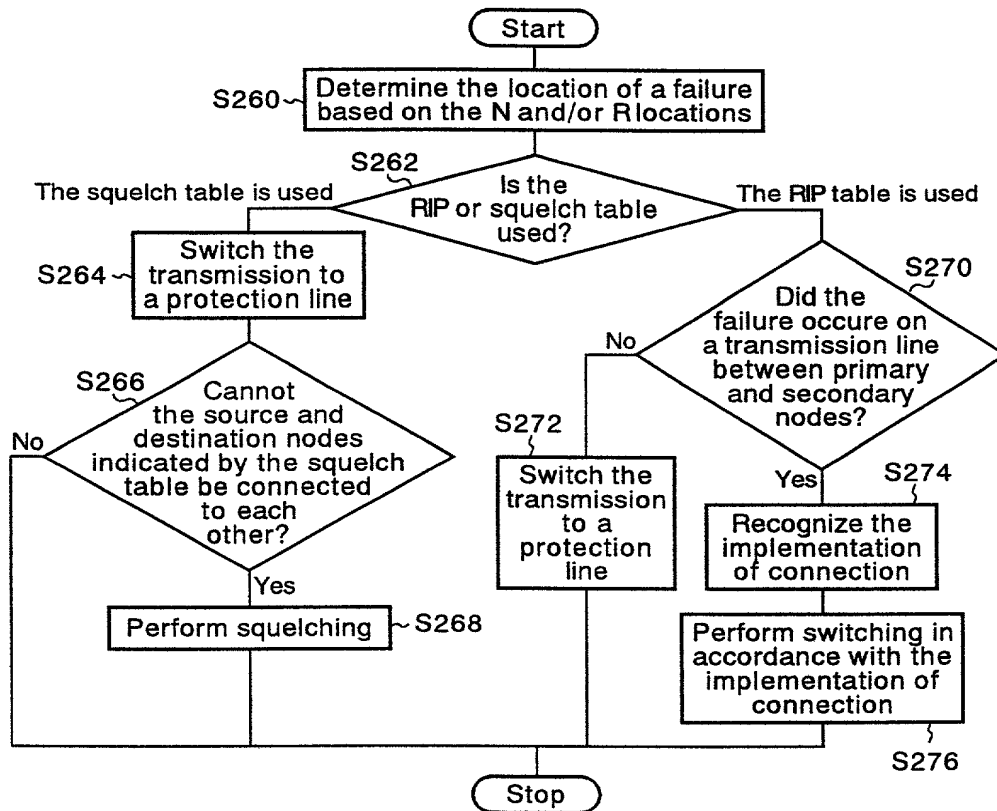 Start
S260
Determine the location of a failure
based on the N and/or R locations
S262
The squelch table is used
Is the
RIP or squelch table
used?
The RIP table is used
S264
Switch the
transmission to
a protection line
S270
Did the
failure occure on
a transmission line
between primary
and secondary
nodes?
No
S266
Cannot
the source and
destination nodes
indicated by the squelch
table be connected
to each
other?
No
S272
Switch the
transmission
to a
protection
line
Yes
S274
Recognize the
implementation
of connection
Yes
Perform squelching
S268
Perform switching in
accordance with the
implementation of
connection
S276
Stop